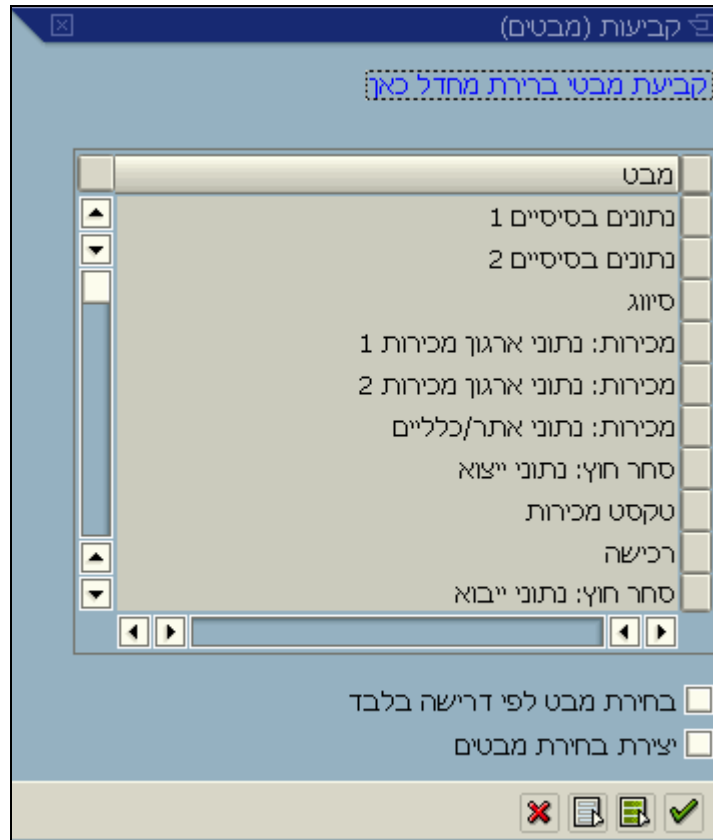 קביעות (מבטים)
קביעת מבטי ברירת מחדל כאן
מבט
נתונים בסיסיים 1
נתונים בסיסיים 2
סיווג
מכירות: נתוני ארגון מכירות 1
מכירות: נתוני ארגון מכירות 2
מכירות: נתוני אתר/כלליים
סחר חוץ: נתוני ייצוא
טקסט מכירות
רכישה
סחר חוץ: נתוני ייבוא
בחירת מבט לפי דרישה בלבד
יצירת בחירת מבטים